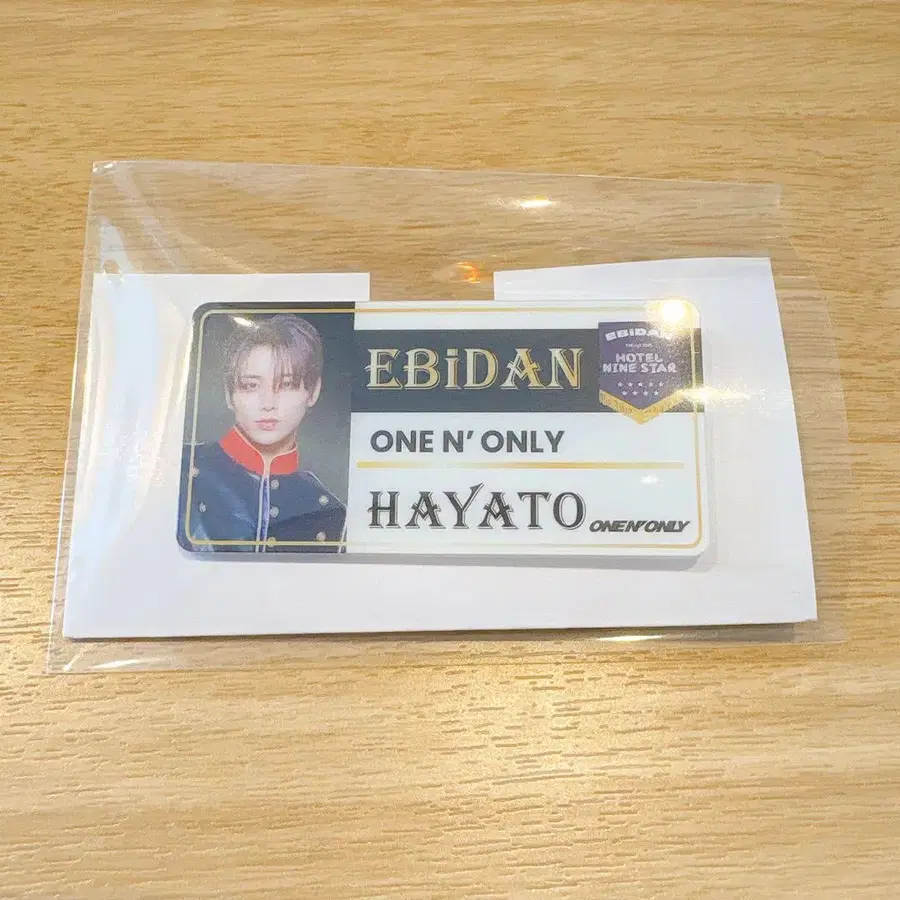 EBiDAN
EBiDAN
HOTEL
NINE STAR
ONE N' ONLY
HAYATO
ONE N' ONLY